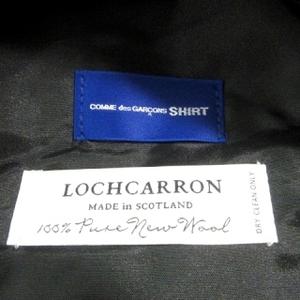 COMME des GARÇONS SHIRT
LOCHCARRON
MADE in SCOTLAND
100% Pure New Wool
DRY CLEAN ONLY